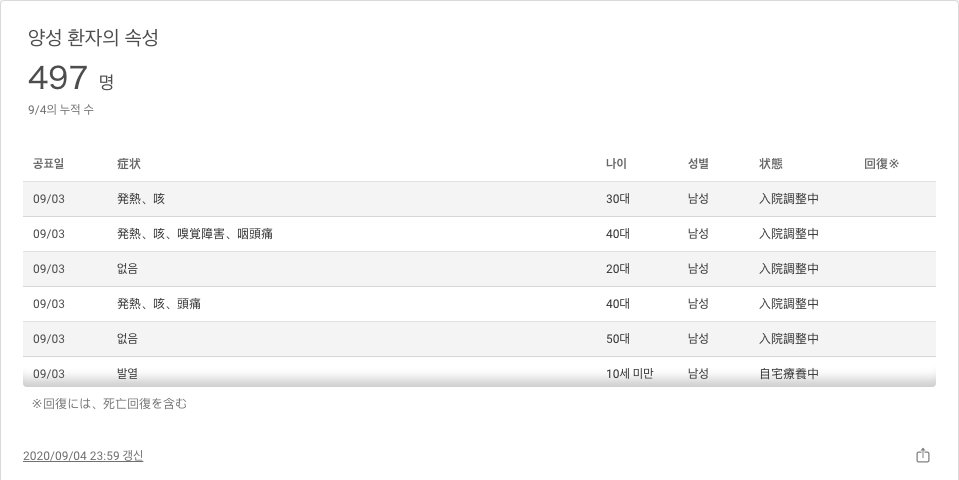 양성 환자의 속성
497 명
9/4의 누적 수
공표일 症状 나이 성별 状態 回復※
09/03 発熱、咳 30대 남성 入院調整中
09/03 発熱、咳、嗅覚障害、咽頭痛 40대 남성 入院調整中
09/03 없음 20대 남성 入院調整中
09/03 発熱、咳、頭痛 40대 남성 入院調整中
09/03 없음 50대 남성 入院調整中
09/03 발열 10세 미만 남성 自宅療養中
※回復には、死亡回復を含む
2020/09/04 23:59 갱신